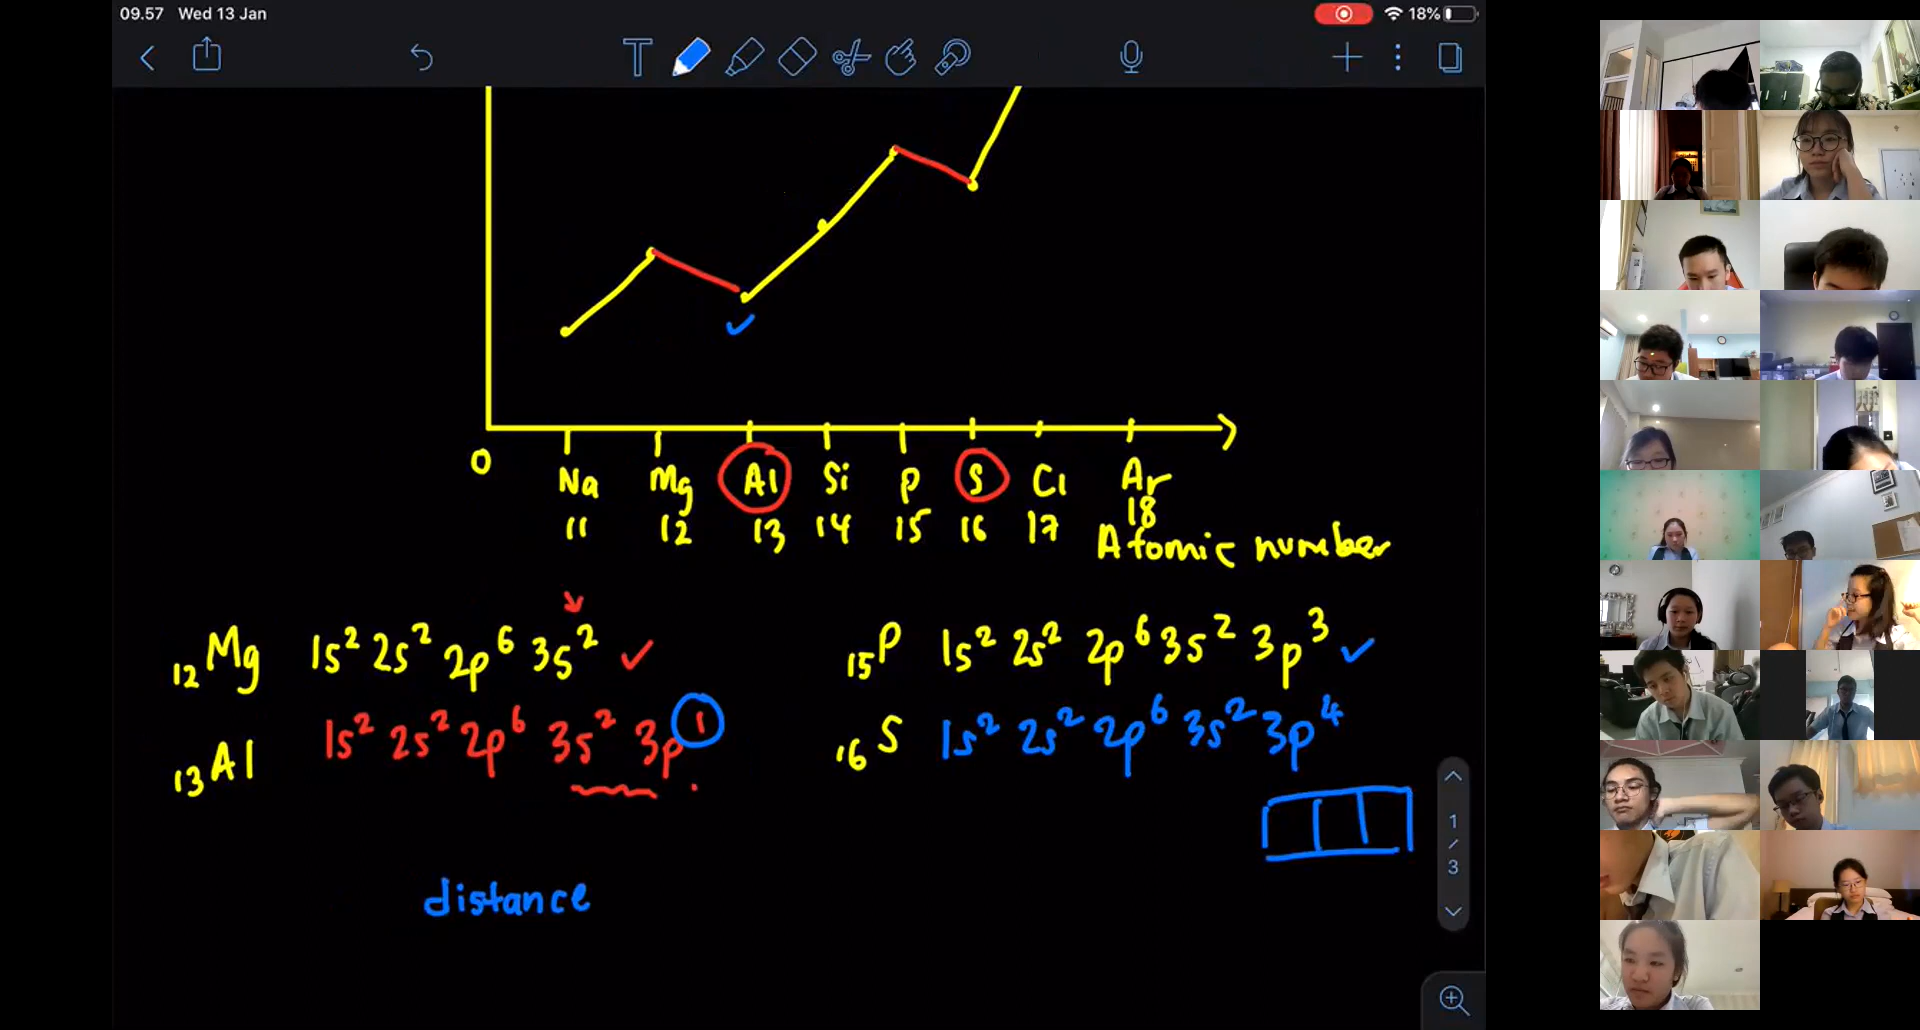 09.57 Wed 13 Jan 18%
T
0
Na Mg Al Si P S Cl Ar
11 12 13 14 15 16 17 18
Atomic number
₁₂Mg 1s² 2s² 2p⁶ 3s² ✓
₁₅P 1s² 2s² 2p⁶ 3s² 3p³ ✓
₁₃Al 1s² 2s² 2p⁶ 3s² 3p¹
₁₆S 1s² 2s² 2p⁶ 3s² 3p⁴
distance
1
/
3